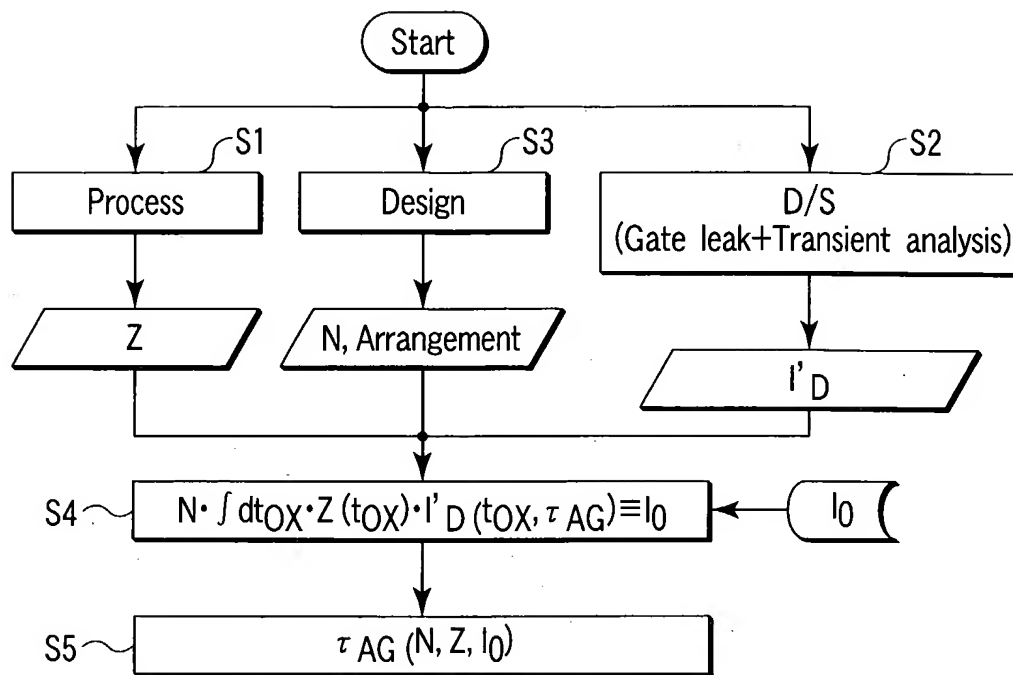 Start
S1
S3
S2
Process
Design
D/S
(Gate leak+Transient analysis)
Z
N, Arrangement
I'D
S4
N·∫dtOX·Z(tOX)·I'D(tOX, τAG)≡I0
I0
S5
τAG(N, Z, I0)